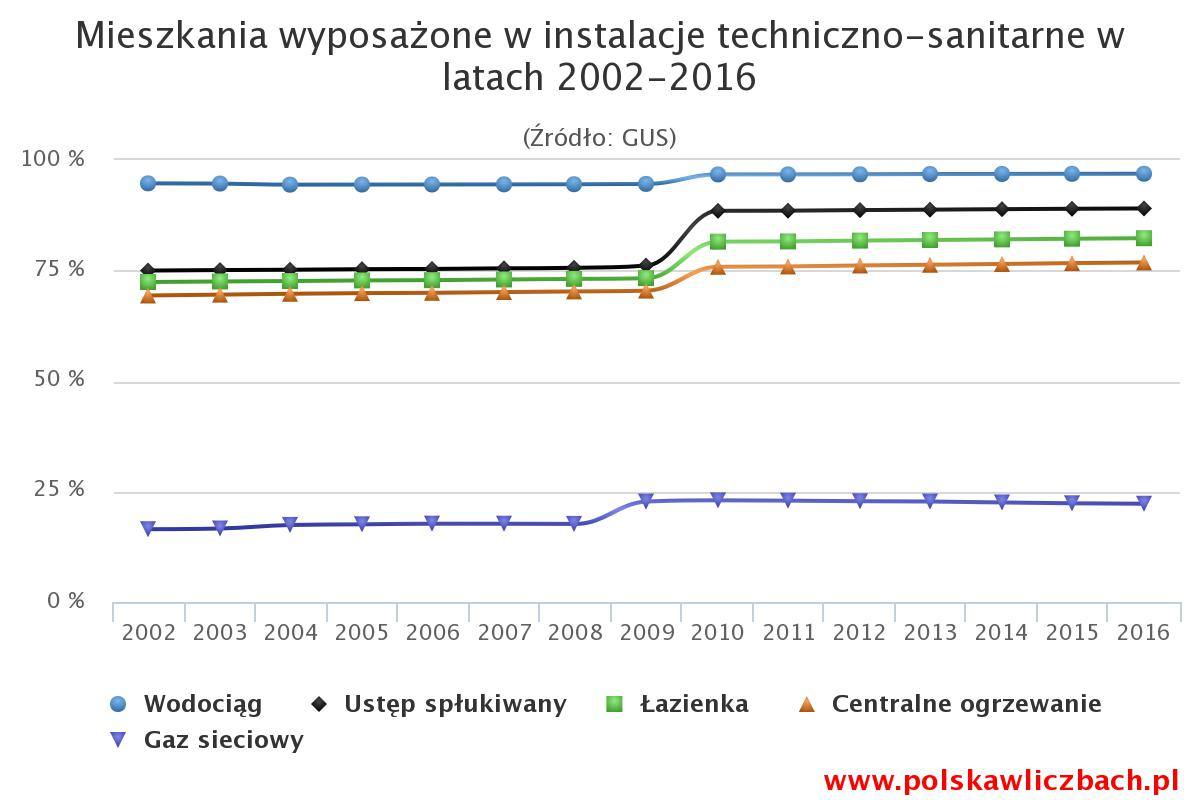 Mieszkania wyposażone w instalacje techniczno-sanitarne w
latach 2002-2016
(Źródło: GUS)
100 %
75 %
50 %
25 %
0 %
2002 2003 2004 2005 2006 2007 2008 2009 2010 2011 2012 2013 2014 2015 2016
Wodociąg Ustęp spłukiwany Łazienka Centralne ogrzewanie
Gaz sieciowy
www.polskawliczbach.pl